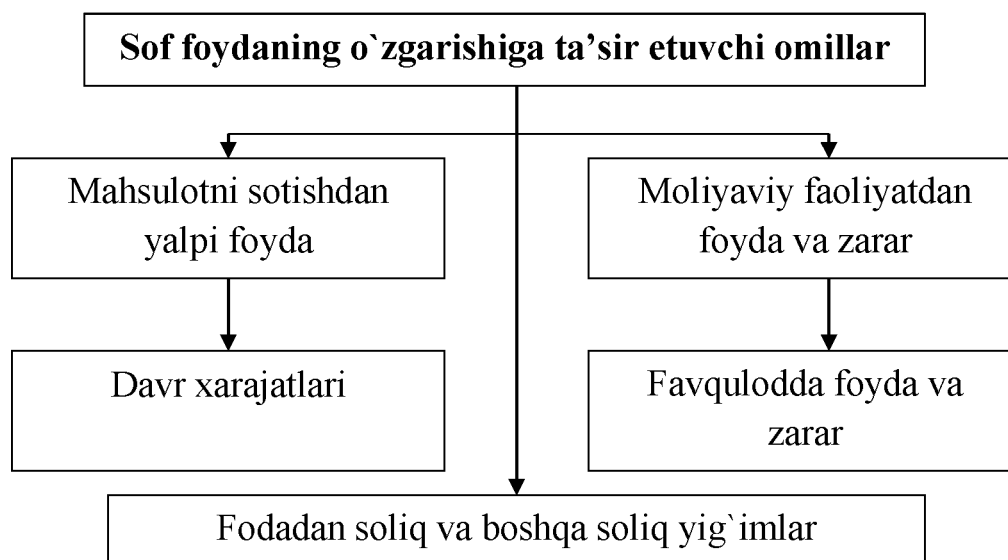 Sof foydaning o`zgarishiga ta’sir etuvchi omillar
Mahsulotni sotishdan
yalpi foyda
Moliyaviy faoliyatdan
foyda va zarar
Davr xarajatlari
Favqulodda foyda va
zarar
Fodadan soliq va boshqa soliq yig`imlar